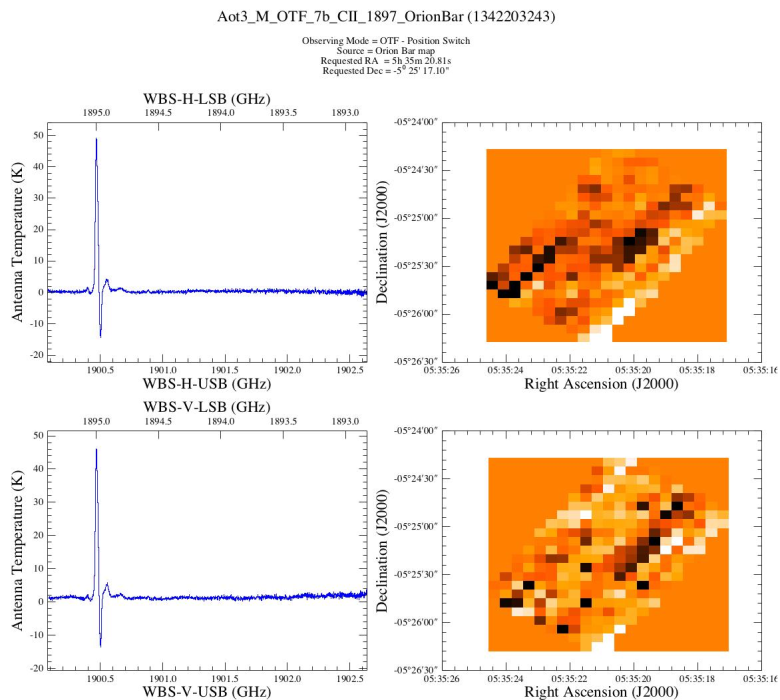 Aot3_M_OTF_7b_CII_1897_OrionBar (1342203243)
Observing Mode = OTF - Position Switch
Source = Orion Bar map
Requested RA = 5h 35m 20.81s
Requested Dec = -5° 25' 17.10"
WBS-H-LSB (GHz)
1895.0 1894.5 1894.0 1893.5 1893.0
Antenna Temperature (K)
50
40
30
20
10
0
-10
-20
1900.5 1901.0 1901.5 1902.0 1902.5
WBS-H-USB (GHz)
Declination (J2000)
-05°24'00"
-05°24'30"
-05°25'00"
-05°25'30"
-05°26'00"
-05°26'30"
05:35:26 05:35:24 05:35:22 05:35:20 05:35:18 05:35:16
Right Ascension (J2000)
WBS-V-LSB (GHz)
1895.0 1894.5 1894.0 1893.5 1893.0
Antenna Temperature (K)
50
40
30
20
10
0
-10
-20
1900.5 1901.0 1901.5 1902.0 1902.5
WBS-V-USB (GHz)
Declination (J2000)
-05°24'00"
-05°24'30"
-05°25'00"
-05°25'30"
-05°26'00"
-05°26'30"
05:35:26 05:35:24 05:35:22 05:35:20 05:35:18 05:35:16
Right Ascension (J2000)